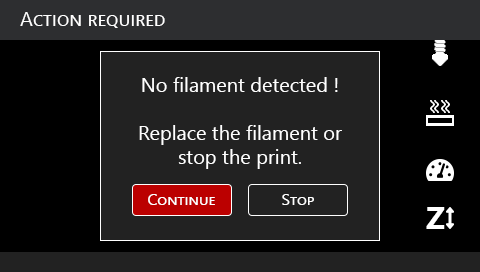 Action required
No filament detected !
Replace the filament or
stop the print.
Continue
Stop
Z